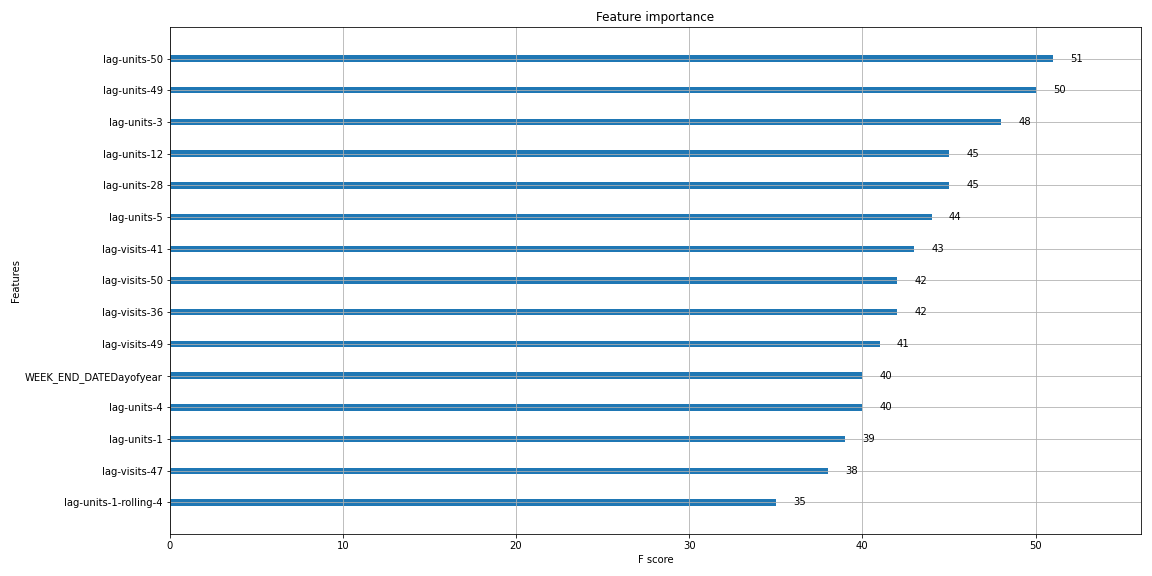 Feature importance
Features
lag-units-50 51
lag-units-49 50
lag-units-3 48
lag-units-12 45
lag-units-28 45
lag-units-5 44
lag-visits-41 43
lag-visits-50 42
lag-visits-36 42
lag-visits-49 41
WEEK_END_DATEDayofyear 40
lag-units-4 40
lag-units-1 39
lag-visits-47 38
lag-units-1-rolling-4 35
0 10 20 30 40 50
F score